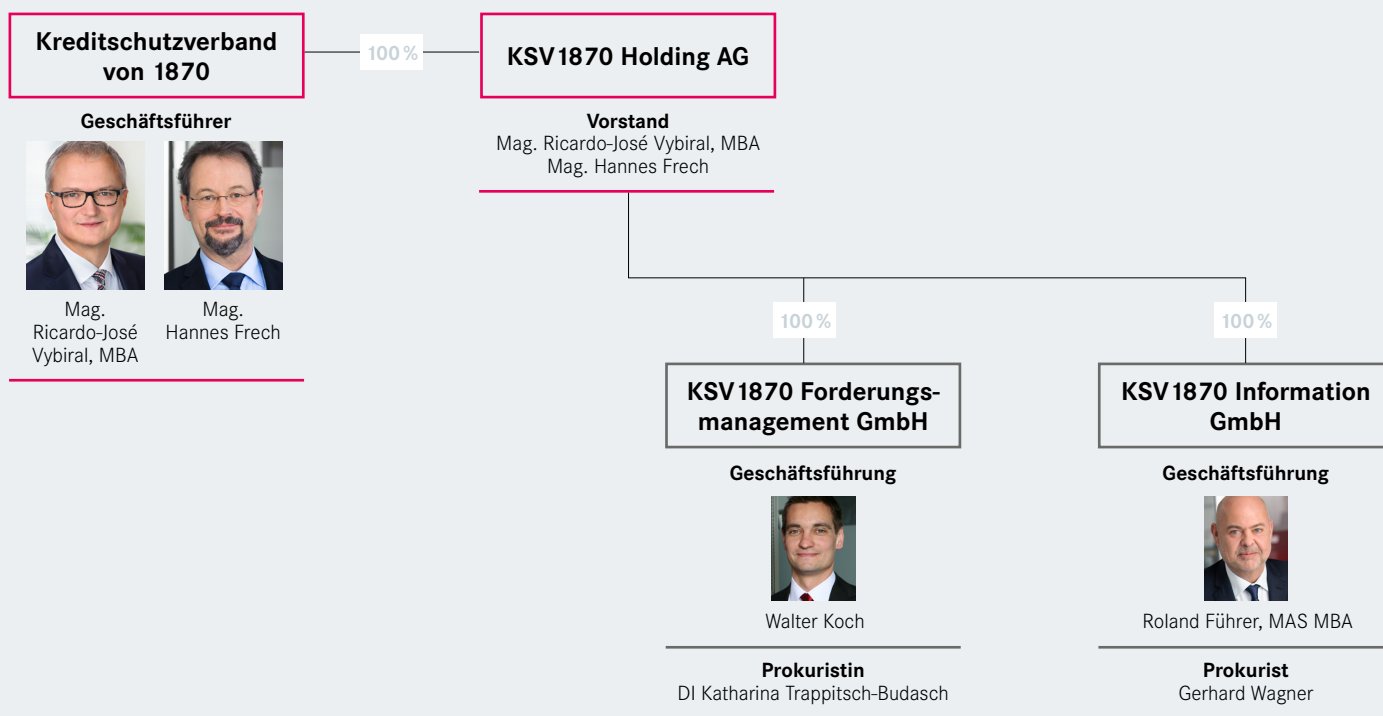 Kreditschutzverband
von 1870
100 %
KSV1870 Holding AG
Geschäftsführer
Mag.
Ricardo-José
Vybiral, MBA
Mag.
Hannes Frech
Vorstand
Mag. Ricardo-José Vybiral, MBA
Mag. Hannes Frech
100 %
KSV1870 Forderungs-
management GmbH
Geschäftsführung
Walter Koch
Prokuristin
DI Katharina Trappitsch-Budasch
100 %
KSV1870 Information
GmbH
Geschäftsführung
Roland Führer, MAS MBA
Prokurist
Gerhard Wagner